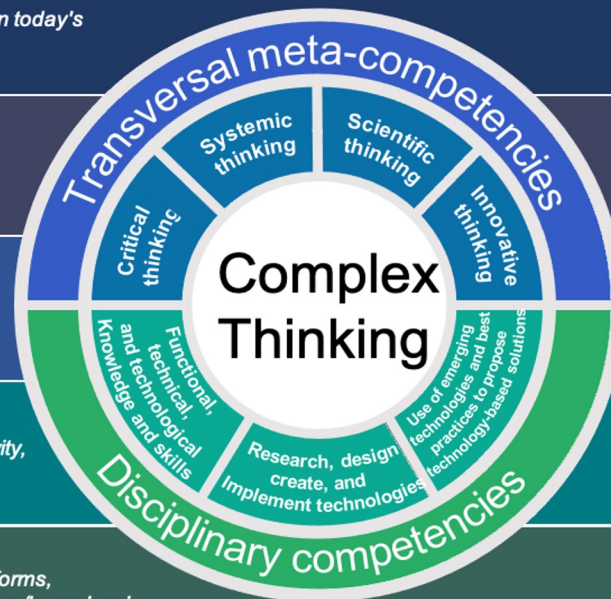 n today's
Transversal meta-competencies
Systemic
thinking
Scientific
thinking
Critical
thinking
Innovative
thinking
Complex
Thinking
Functional,
technical,
and technological
Knowledge and skills
Use of emerging
technologies and best
practices to propose
technology-based solutions
Research, design
create, and
Implement technologies
Disciplinary competencies
ity,
orms,